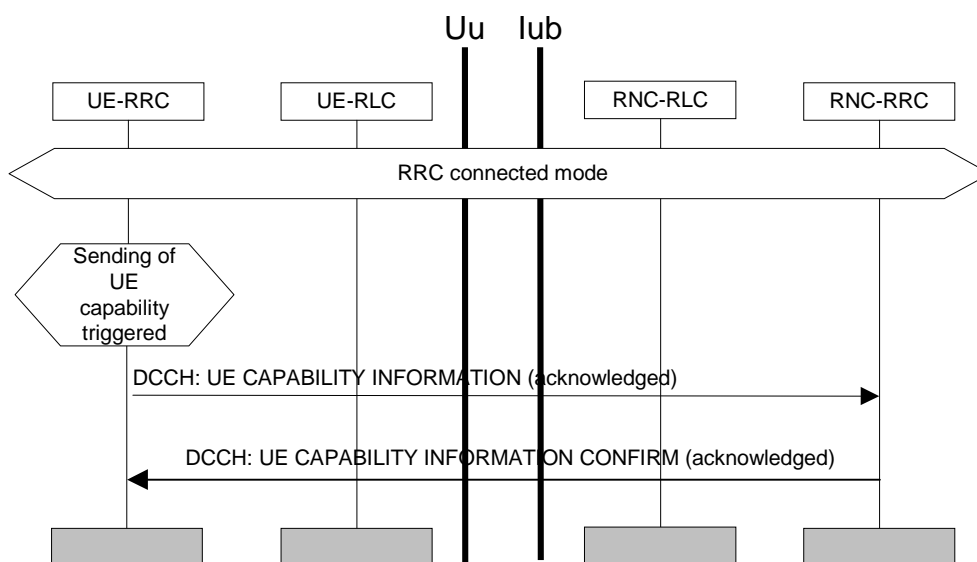 Uu Iub
UE-RRC UE-RLC RNC-RLC RNC-RRC
RRC connected mode
Sending of
UE
capability
triggered
DCCH: UE CAPABILITY INFORMATION (acknowledged)
DCCH: UE CAPABILITY INFORMATION CONFIRM (acknowledged)